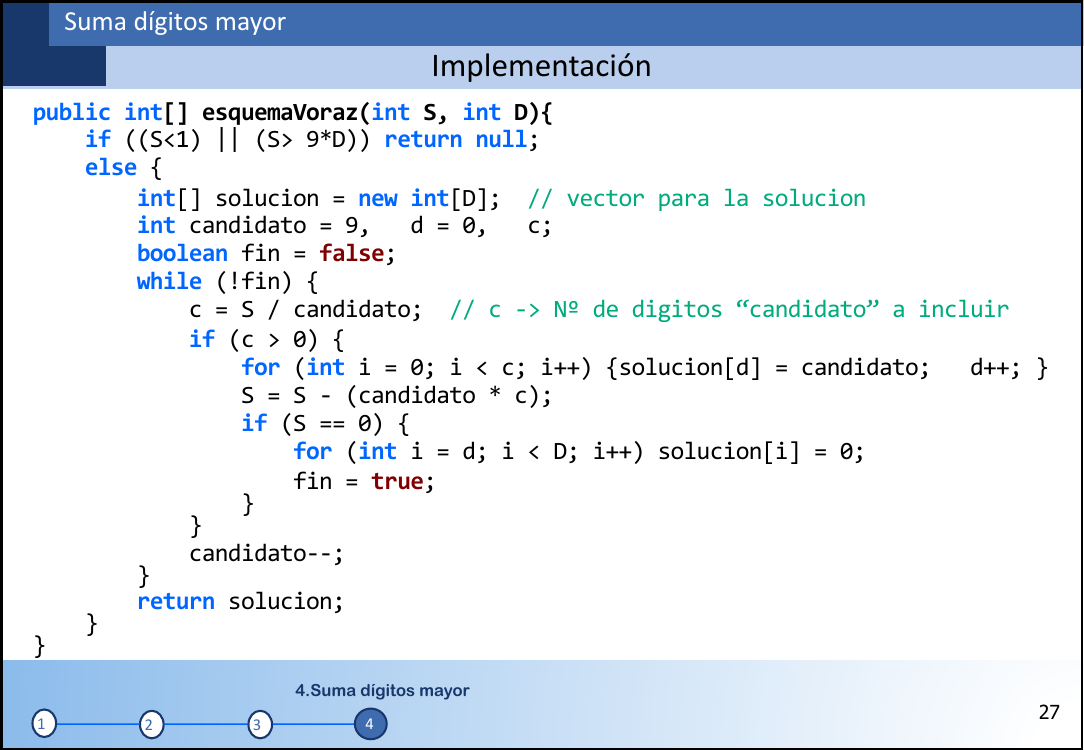 Suma dígitos mayor
Implementación
public int[] esquemaVoraz(int S, int D){
    if ((S<1) || (S> 9*D)) return null;
    else {
        int[] solucion = new int[D];  // vector para la solucion
        int candidato = 9,   d = 0,   c;
        boolean fin = false;
        while (!fin) {
            c = S / candidato;  // c -> Nº de digitos “candidato” a incluir
            if (c > 0) {
                for (int i = 0; i < c; i++) {solucion[d] = candidato;   d++; }
                S = S - (candidato * c);
                if (S == 0) {
                    for (int i = d; i < D; i++) solucion[i] = 0;
                    fin = true;
                }
            }
            candidato--;
        }
        return solucion;
    }
}
4.Suma dígitos mayor
1 2 3 4
27